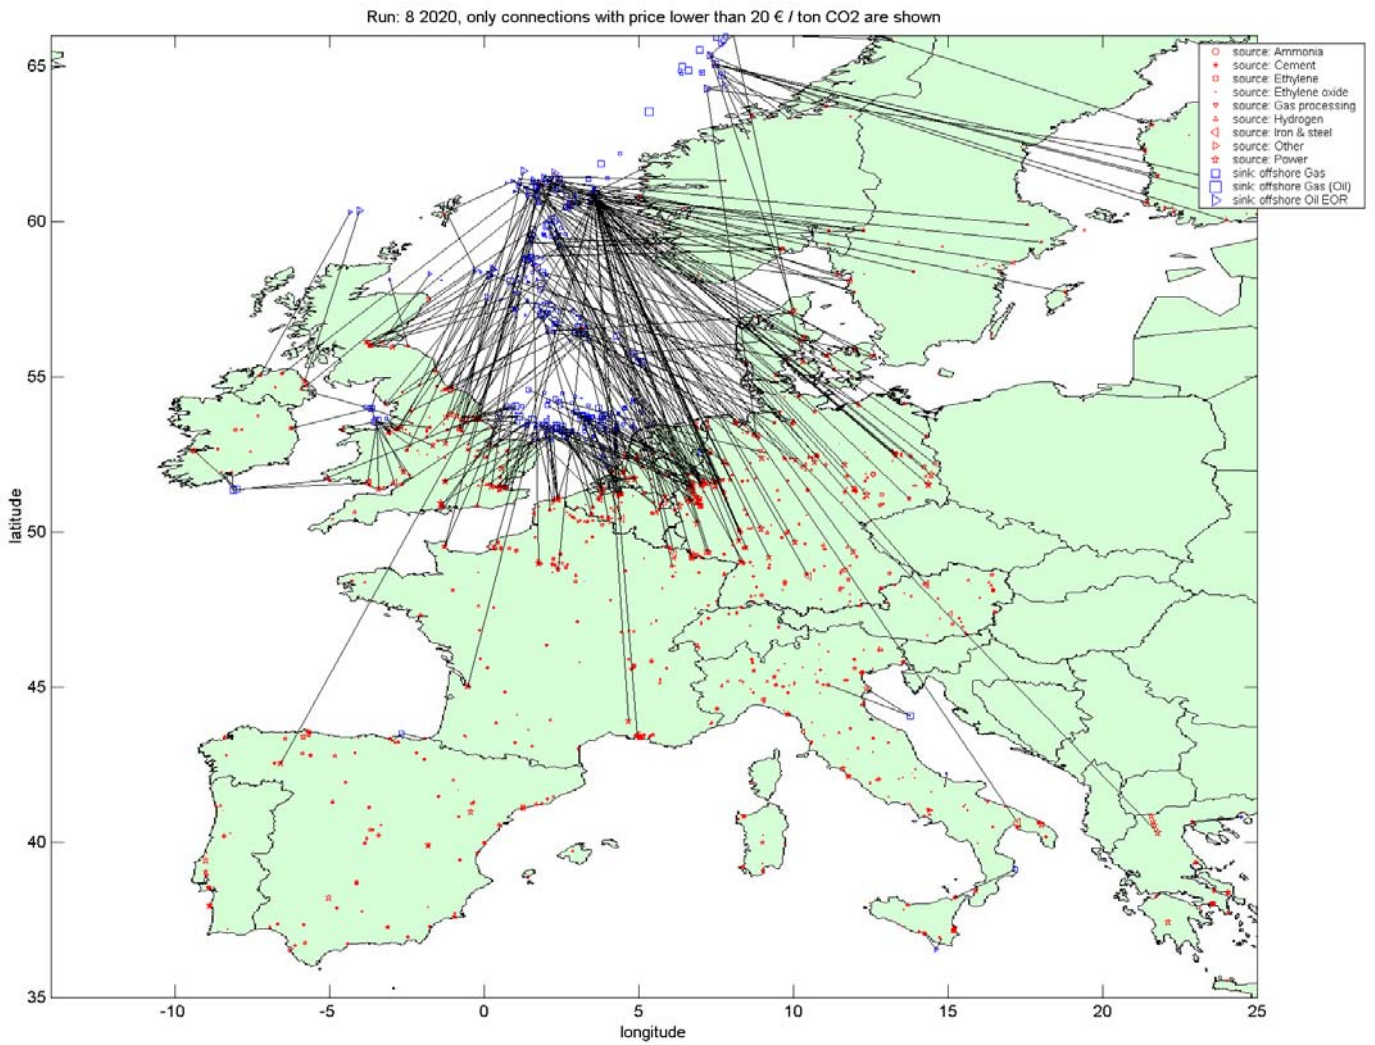 Run: 8 2020, only connections with price lower than 20 € / ton CO2 are shown
source: Ammonia
source: Cement
source: Ethylene
source: Ethylene oxide
source: Gas processing
source: Hydrogen
source: Iron & steel
source: Other
source: Power
sink: offshore Gas
sink: offshore Gas (Oil)
sink: offshore Oil EOR
65
60
55
50
45
40
35
latitude
-10
-5
0
5
10
15
20
25
longitude